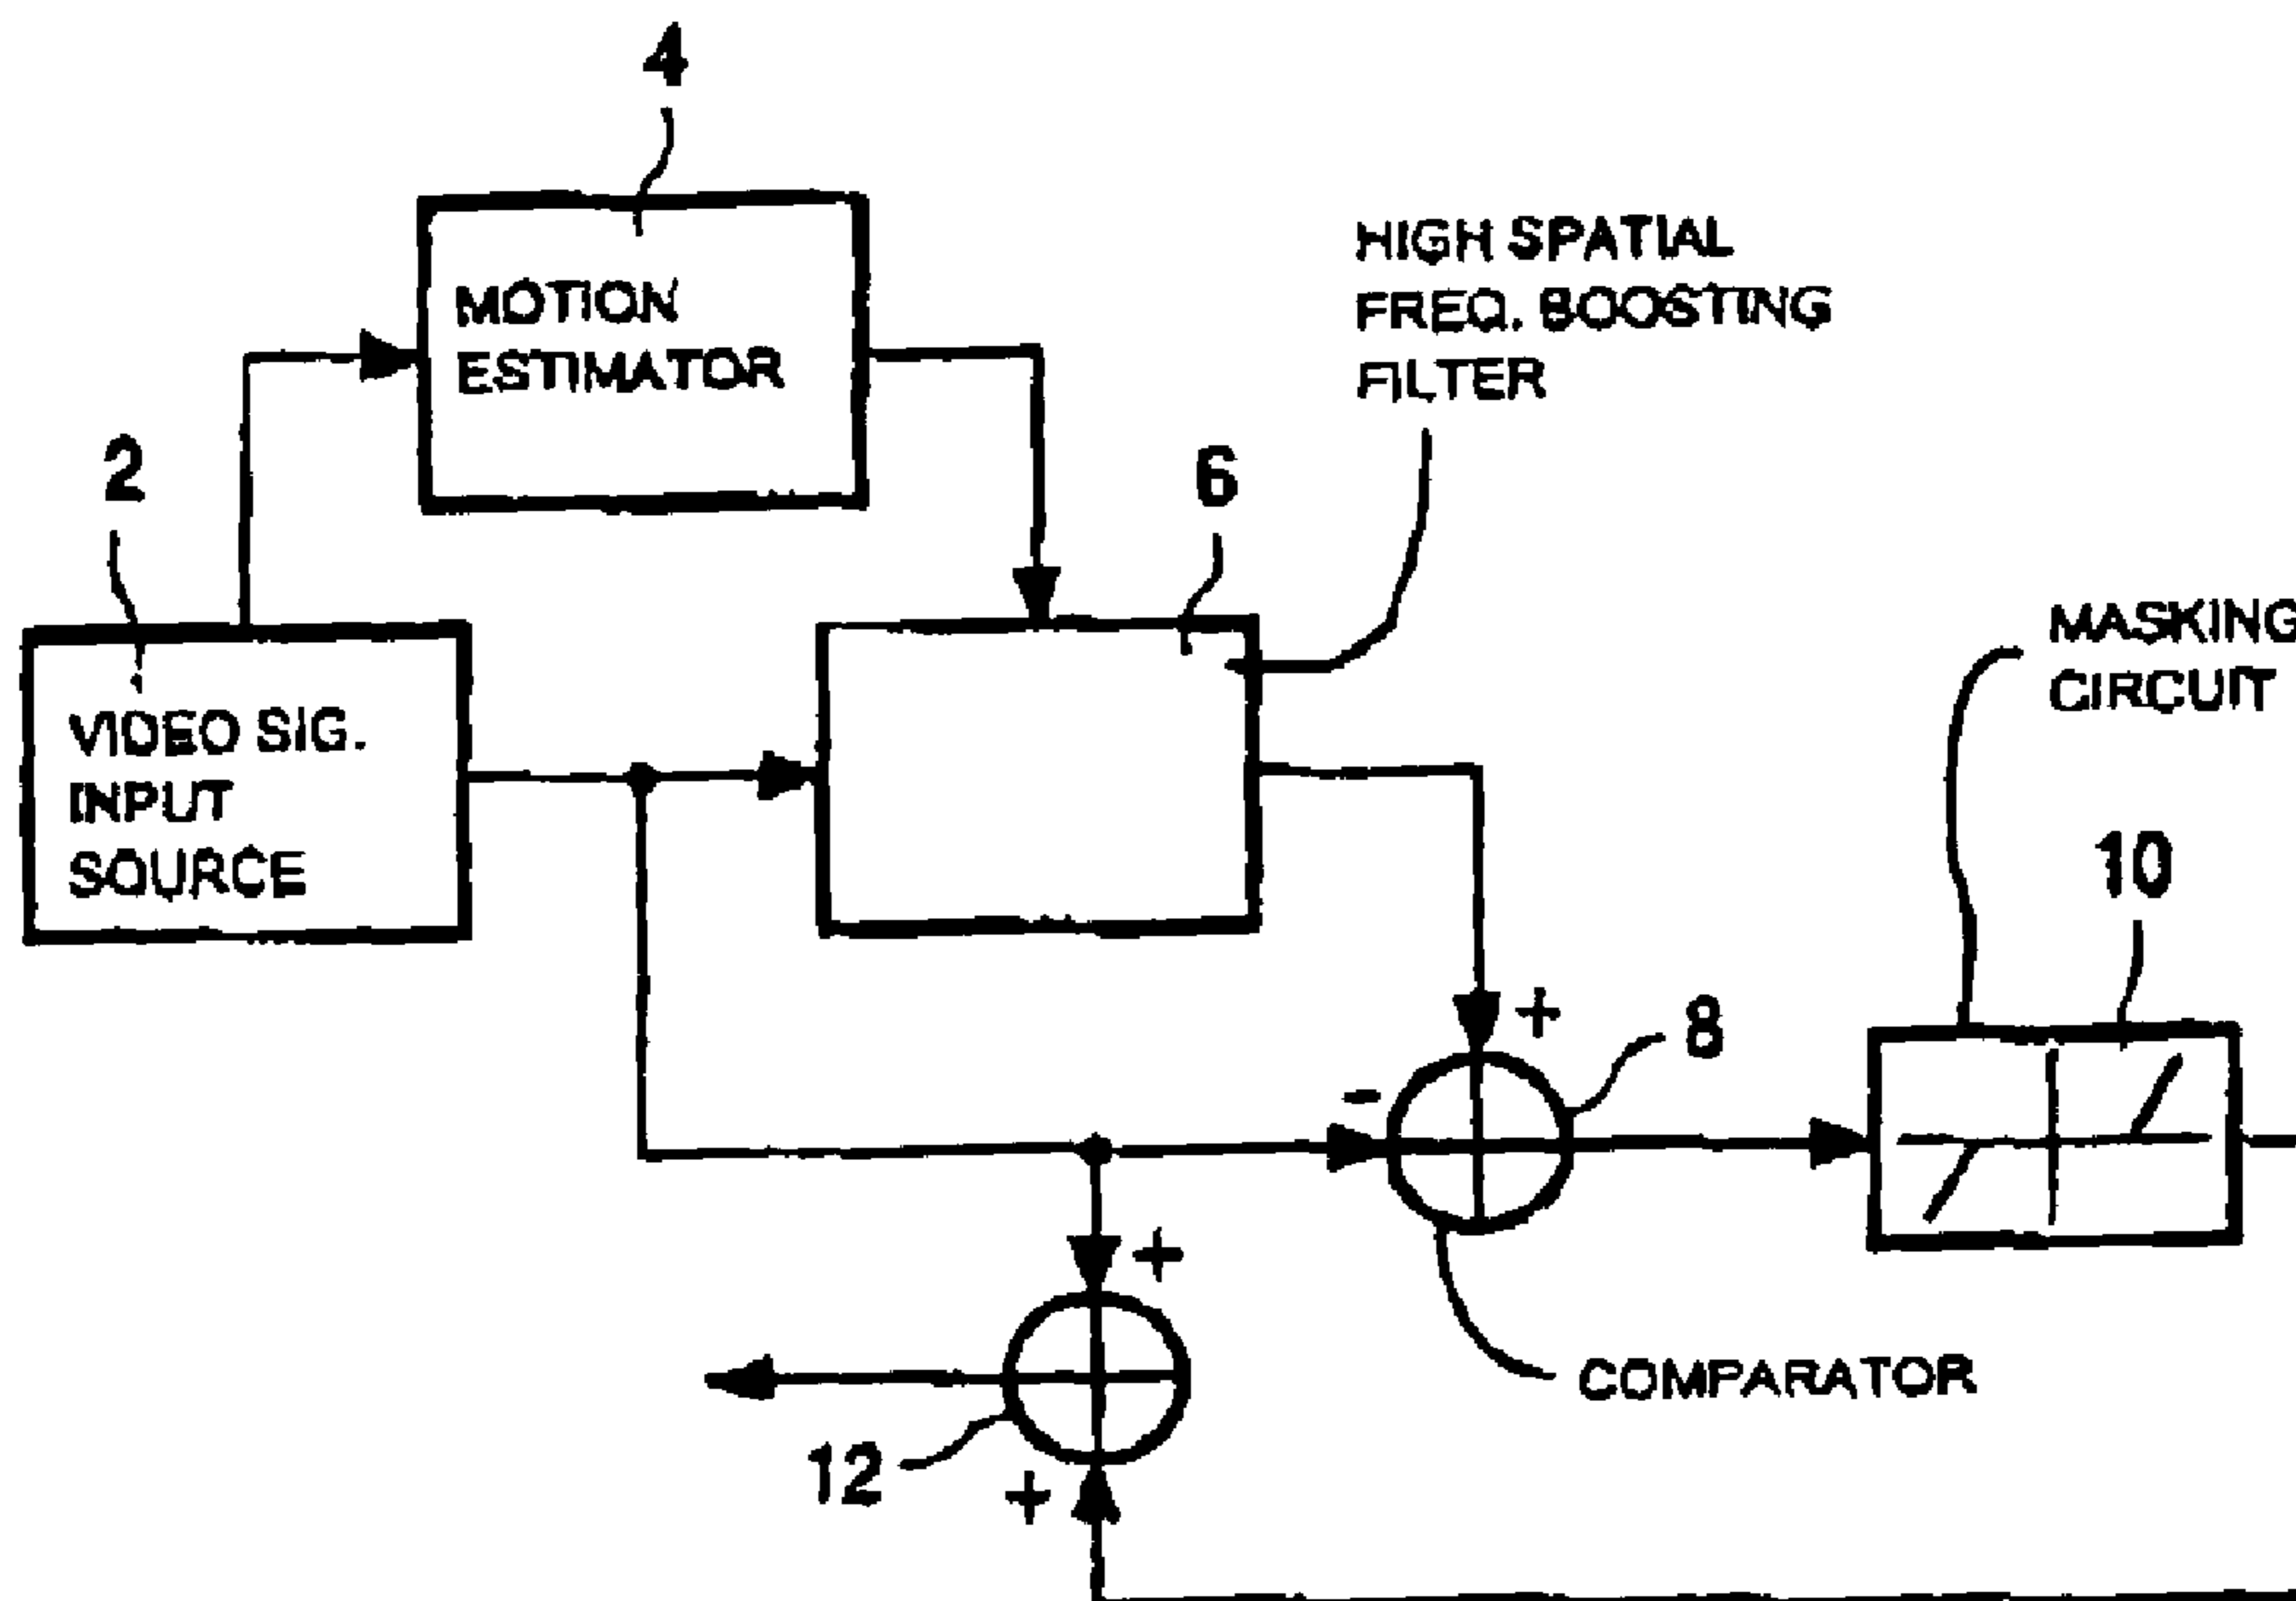 4
MOTION
ESTIMATOR
HIGH SPATIAL
FREQ. BOOSTING
FILTER
2
6
VIDEO SIG.
INPUT
SOURCE
MASKING
CIRCUIT
10
+
8
-
+
COMPARATOR
12
+